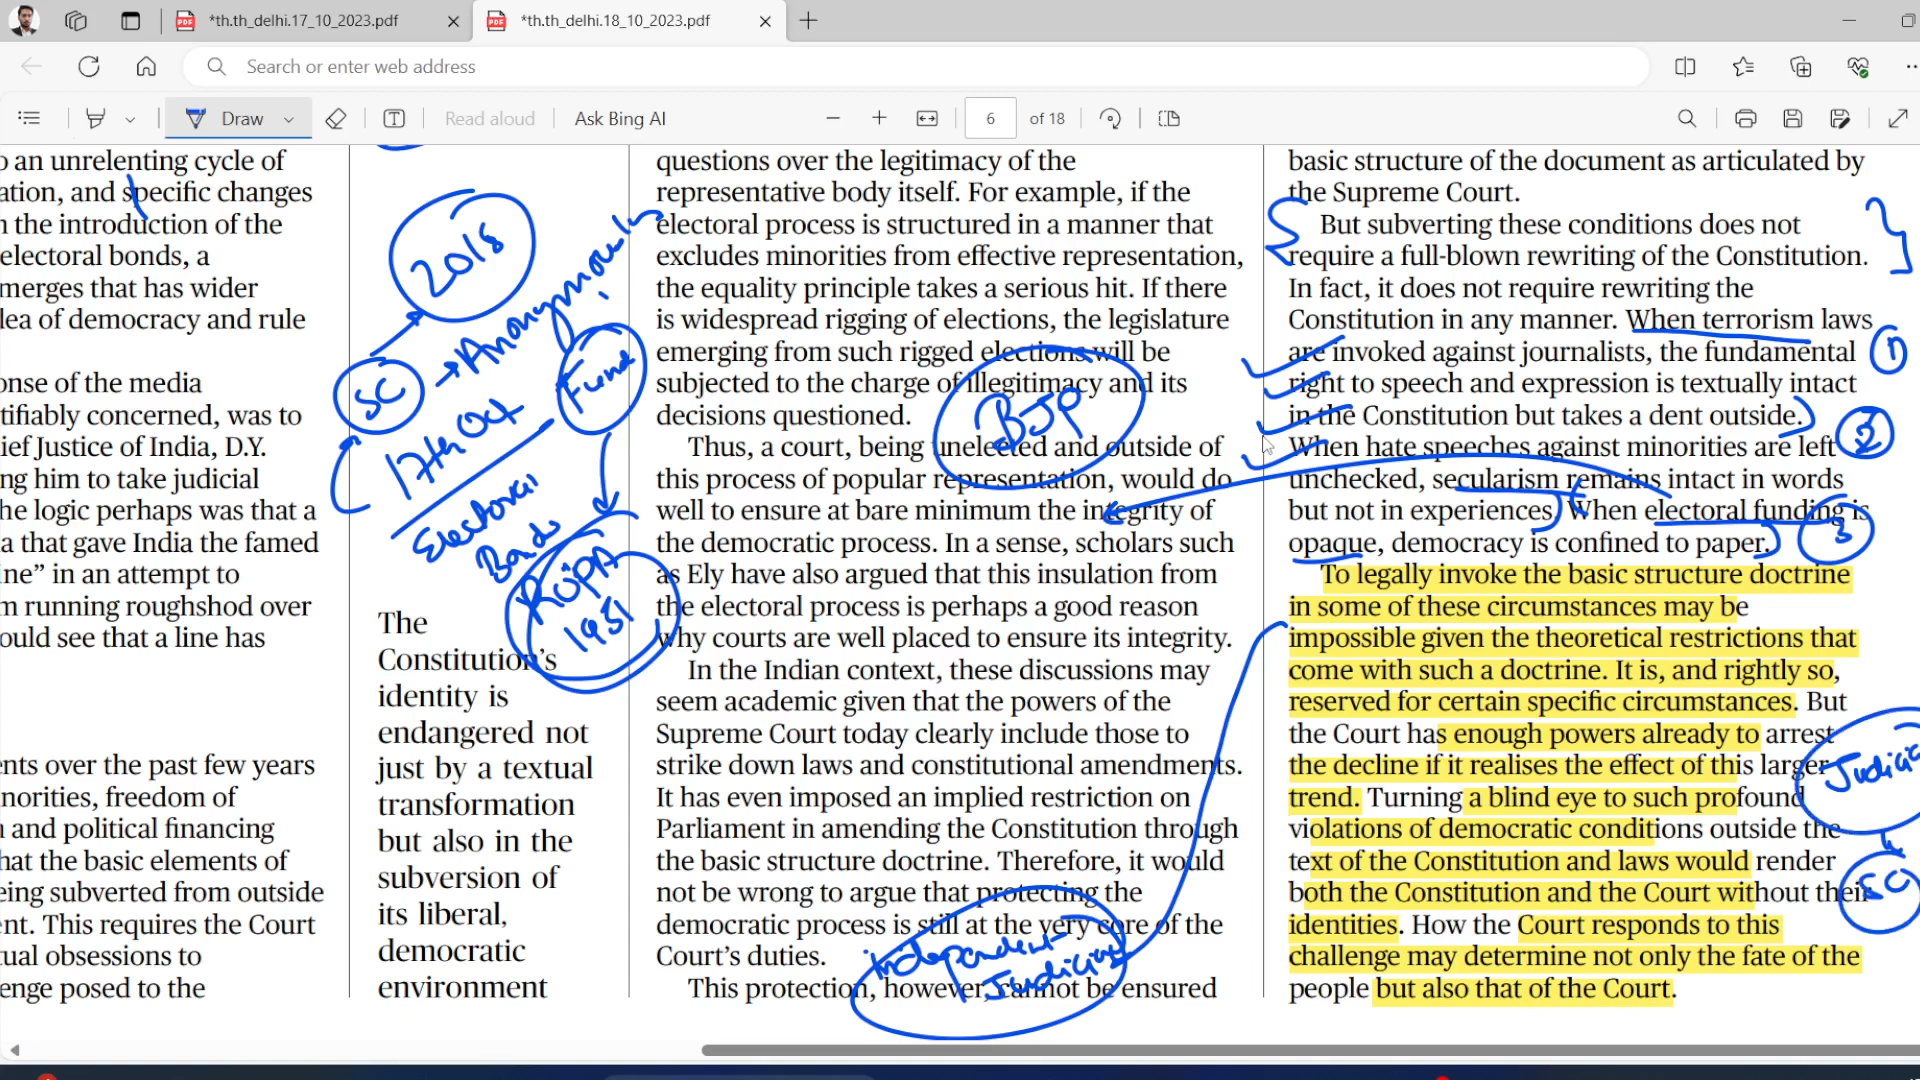 *th.th_delhi.17_10_2023.pdf
*th.th_delhi.18_10_2023.pdf
Search or enter web address
Draw
Read aloud
Ask Bing AI
6 of 18
o an unrelenting cycle of
ation, and specific changes
n the introduction of the
electoral bonds, a
merges that has wider
dea of democracy and rule
onse of the media
tifiably concerned, was to
ief Justice of India, D.Y.
ng him to take judicial
he logic perhaps was that a
a that gave India the famed
ine” in an attempt to
m running roughshod over
ould see that a line has
ents over the past few years
norities, freedom of
n and political financing
hat the basic elements of
eing subverted from outside
ent. This requires the Court
tual obsessions to
enge posed to the
2018
SC
Anonymously
Fund
17th Oct
Electoral
Bonds
ROPA
1951
The
Constitution’s
identity is
endangered not
just by a textual
transformation
but also in the
subversion of
its liberal,
democratic
environment
questions over the legitimacy of the
representative body itself. For example, if the
electoral process is structured in a manner that
excludes minorities from effective representation,
the equality principle takes a serious hit. If there
is widespread rigging of elections, the legislature
emerging from such rigged elections will be
subjected to the charge of illegitimacy and its
decisions questioned.
BJP
Thus, a court, being unelected and outside of
this process of popular representation, would do
well to ensure at bare minimum the integrity of
the democratic process. In a sense, scholars such
as Ely have also argued that this insulation from
the electoral process is perhaps a good reason
why courts are well placed to ensure its integrity.
In the Indian context, these discussions may
seem academic given that the powers of the
Supreme Court today clearly include those to
strike down laws and constitutional amendments.
It has even imposed an implied restriction on
Parliament in amending the Constitution through
the basic structure doctrine. Therefore, it would
not be wrong to argue that protecting the
democratic process is still at the very core of the
Court’s duties.
Independent
Judiciary
This protection, however, cannot be ensured
basic structure of the document as articulated by
the Supreme Court.
But subverting these conditions does not
require a full-blown rewriting of the Constitution.
In fact, it does not require rewriting the
Constitution in any manner. When terrorism laws
are invoked against journalists, the fundamental
1
right to speech and expression is textually intact
in the Constitution but takes a dent outside.
When hate speeches against minorities are left
2
unchecked, secularism remains intact in words
but not in experiences. When electoral funding is
3
opaque, democracy is confined to paper.
To legally invoke the basic structure doctrine
in some of these circumstances may be
impossible given the theoretical restrictions that
come with such a doctrine. It is, and rightly so,
reserved for certain specific circumstances. But
the Court has enough powers already to arrest
the decline if it realises the effect of this larger
Judicia
trend. Turning a blind eye to such profound
violations of democratic conditions outside the
text of the Constitution and laws would render
both the Constitution and the Court without their
SC
identities. How the Court responds to this
challenge may determine not only the fate of the
people but also that of the Court.